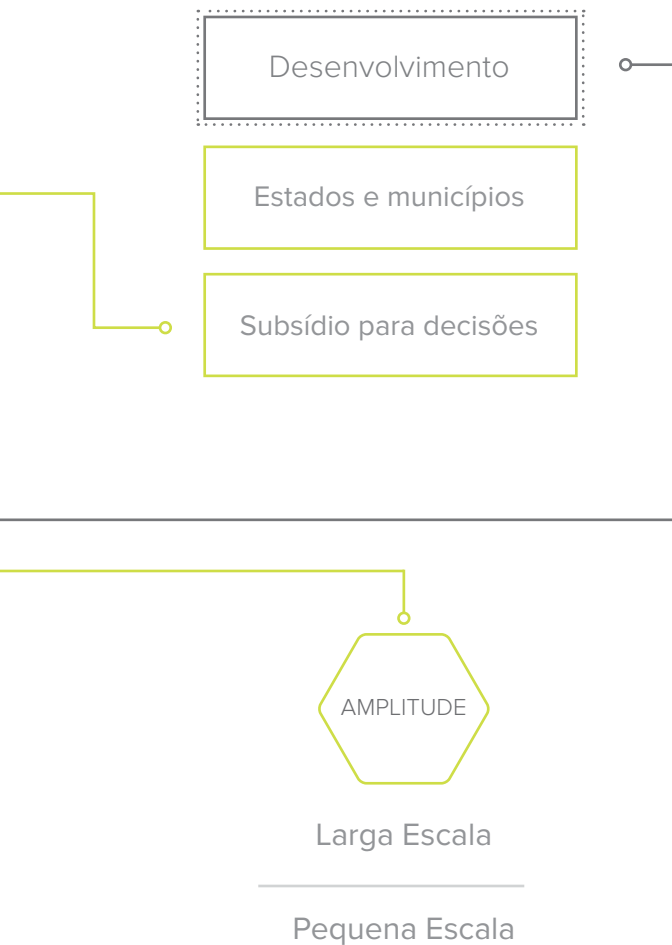 Desenvolvimento
Estados e municípios
Subsídio para decisões
AMPLITUDE
Larga Escala
Pequena Escala